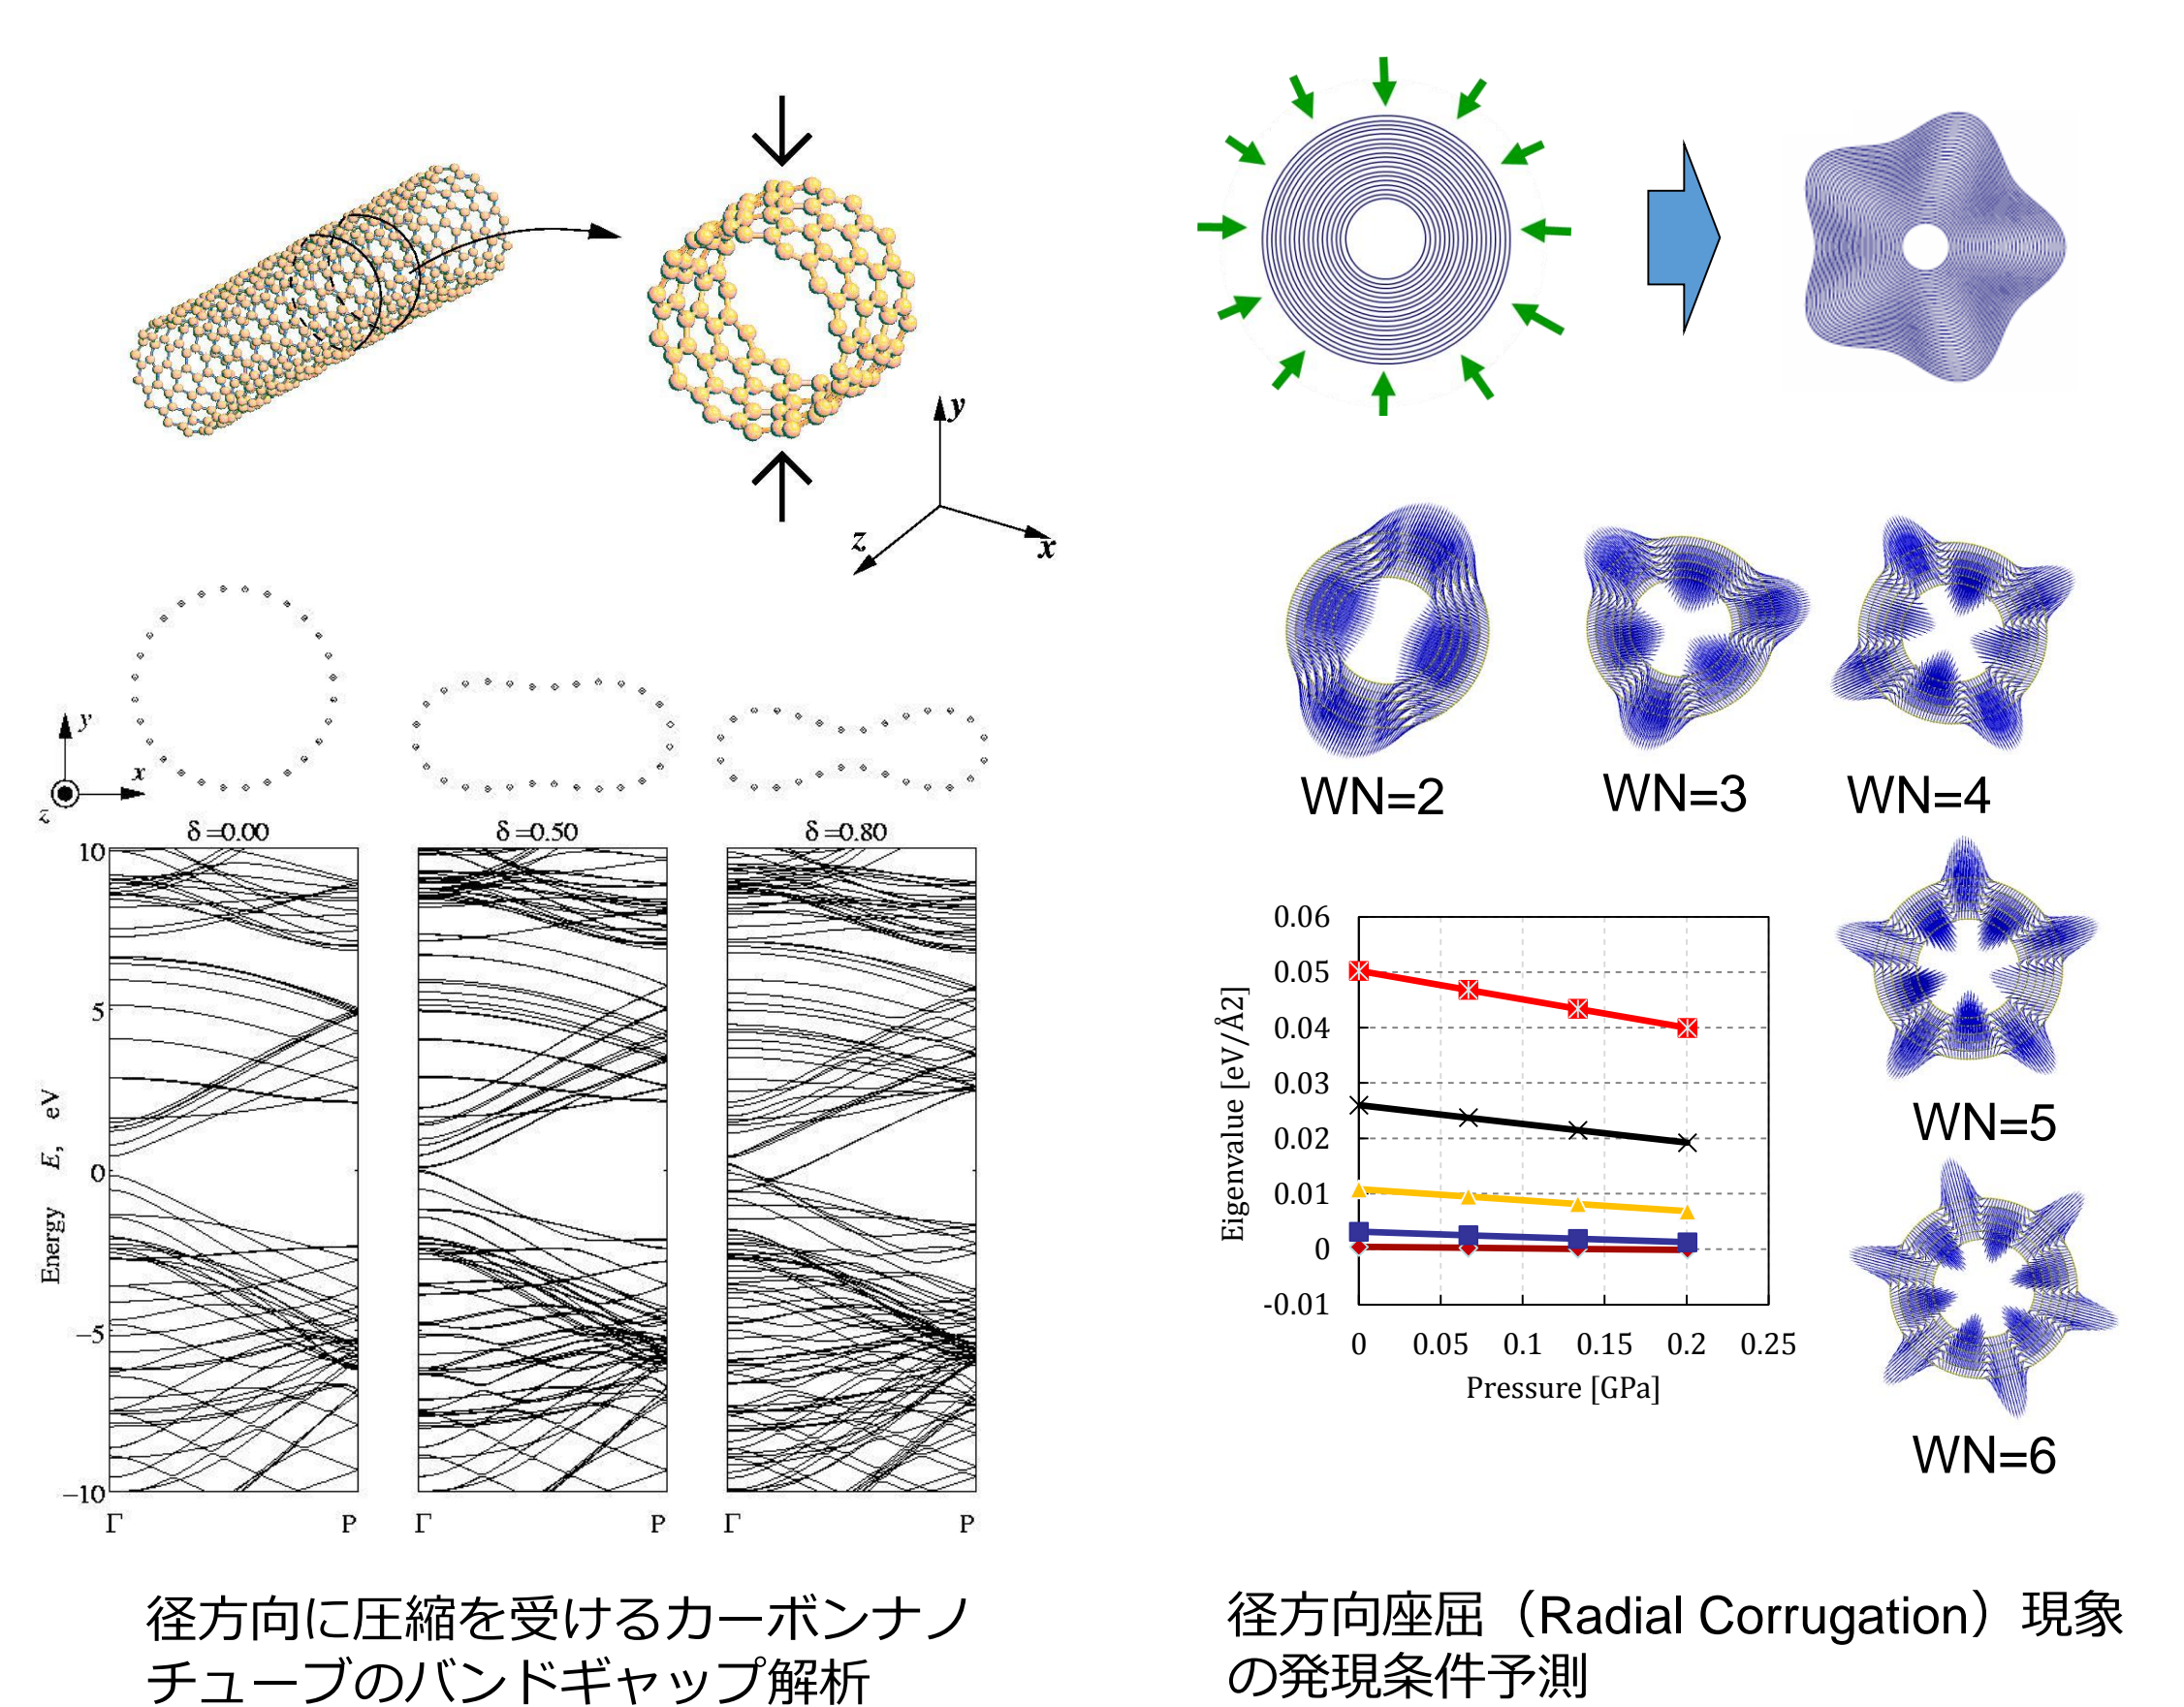 y
z
x
y
x
z
δ=0.00
δ=0.50
δ=0.80
10
5
0
−5
−10
Energy E, eV
Γ P Γ P Γ P
径方向に圧縮を受けるカーボンナノ
チューブのバンドギャップ解析
WN=2
WN=3
WN=4
WN=5
WN=6
0.06
0.05
0.04
0.03
0.02
0.01
0
-0.01
Eigenvalue [eV/Å2]
0 0.05 0.1 0.15 0.2 0.25
Pressure [GPa]
径方向座屈（Radial Corrugation）現象
の発現条件予測